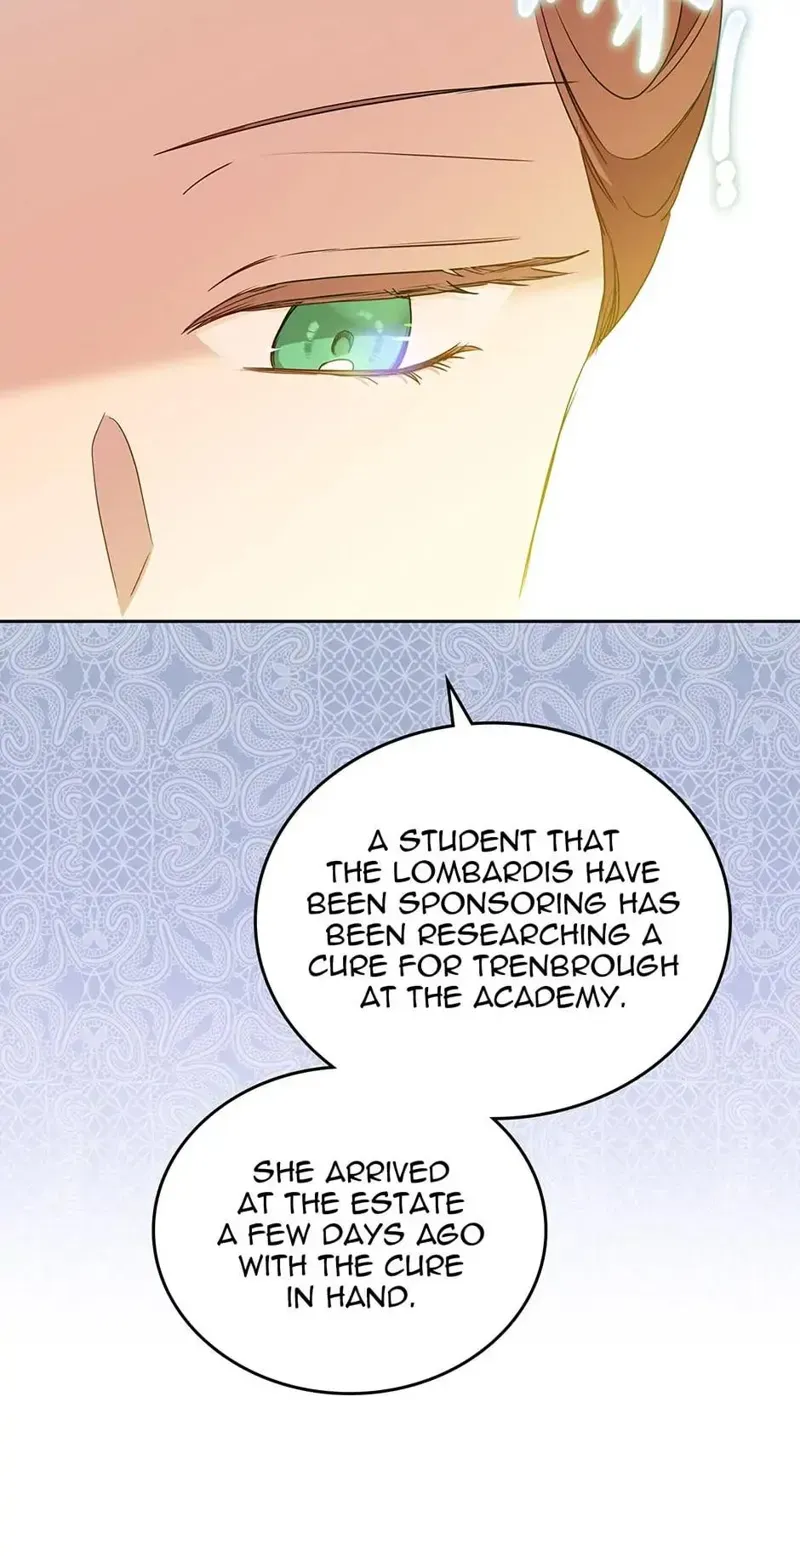 A STUDENT THAT
THE LOMBARDIS HAVE
BEEN SPONSORING HAS
BEEN RESEARCHING A
CURE FOR TRENBROUGH
AT THE ACADEMY.
SHE ARRIVED
AT THE ESTATE
A FEW DAYS AGO
WITH THE CURE
IN HAND.